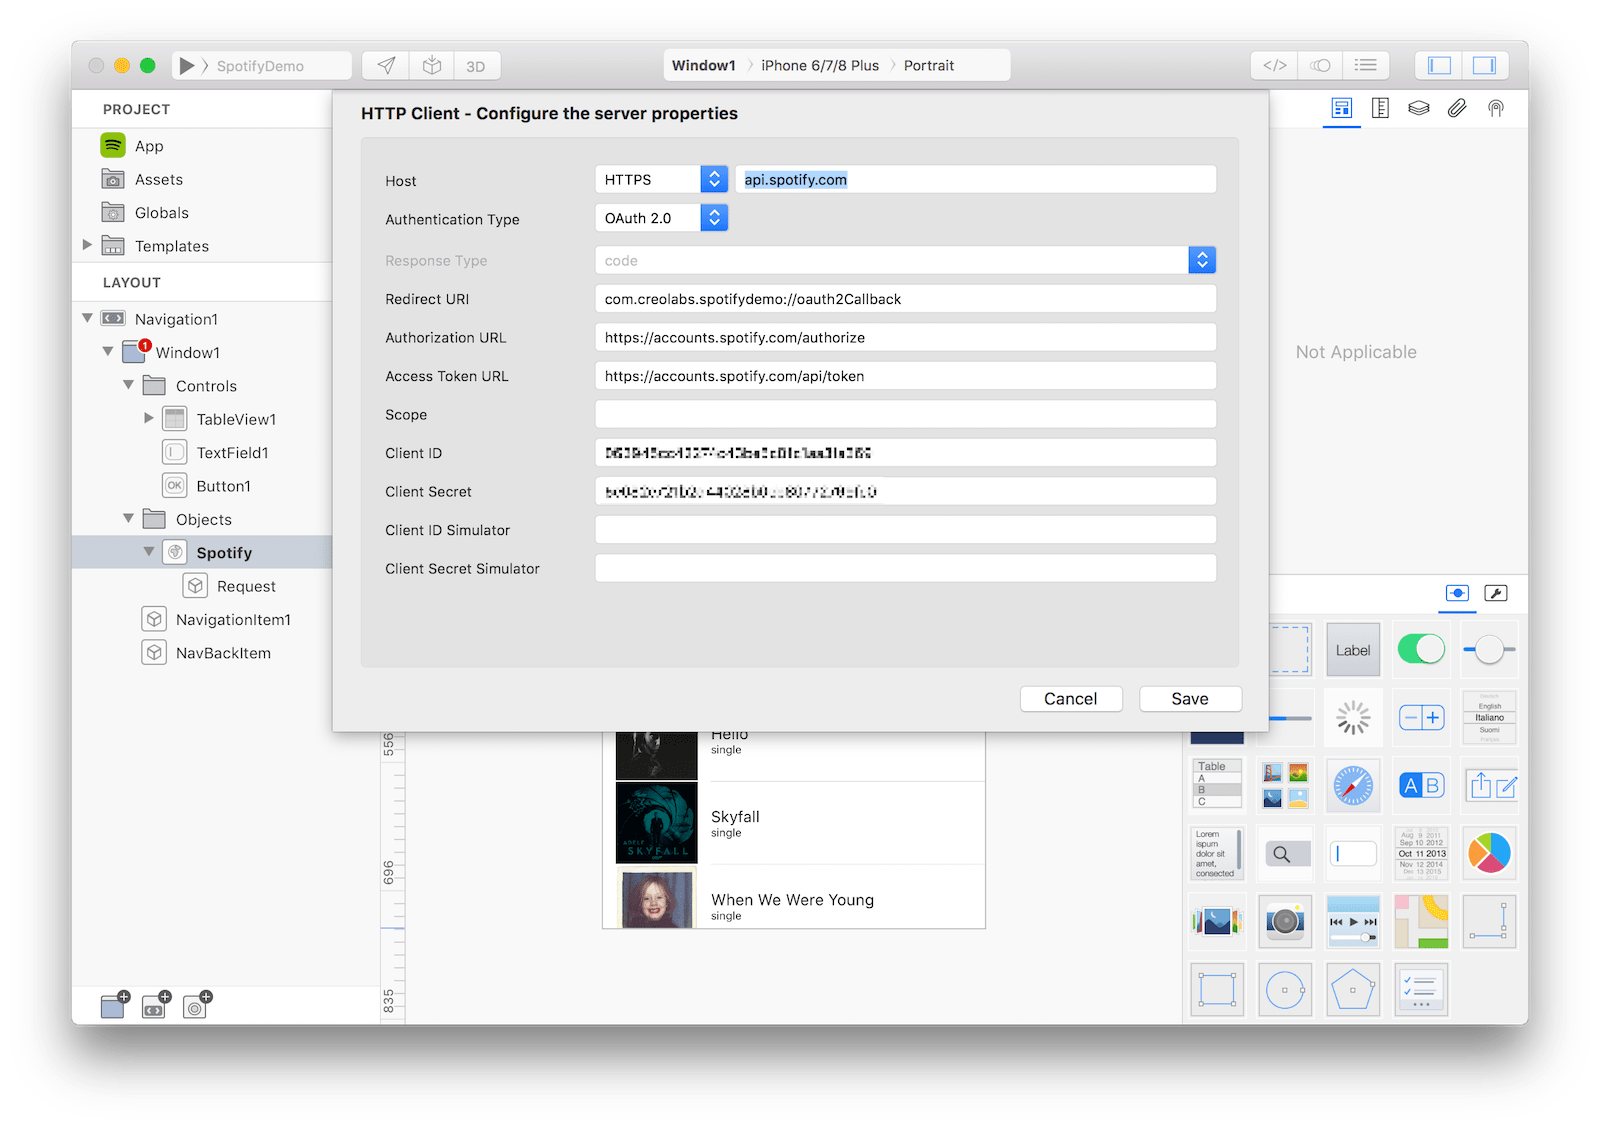 SpotifyDemo
3D
Window1 iPhone 6/7/8 Plus Portrait
</>
PROJECT
App
Assets
Globals
Templates
LAYOUT
Navigation1
1
Window1
Controls
TableView1
TextField1
OK
Button1
Objects
Spotify
Request
NavigationItem1
NavBackItem
HTTP Client - Configure the server properties
Host HTTPS api.spotify.com
Authentication Type OAuth 2.0
Response Type code
Redirect URI com.creolabs.spotifydemo://oauth2Callback
Authorization URL https://accounts.spotify.com/authorize
Access Token URL https://accounts.spotify.com/api/token
Scope
Client ID
Client Secret
Client ID Simulator
Client Secret Simulator
Cancel Save
Not Applicable
556
696
835
Hello
single
ADELE
SKYFALL
Skyfall
single
When We Were Young
single
Label
English
Italiano
Suomi
Table
A
B
C
A B
Lorem
ipsum
dolor sit
amet,
consected
Aug 9 2011
Sep 10 2012
Oct 11 2013
Nov 12 2014
Dec 13 2015